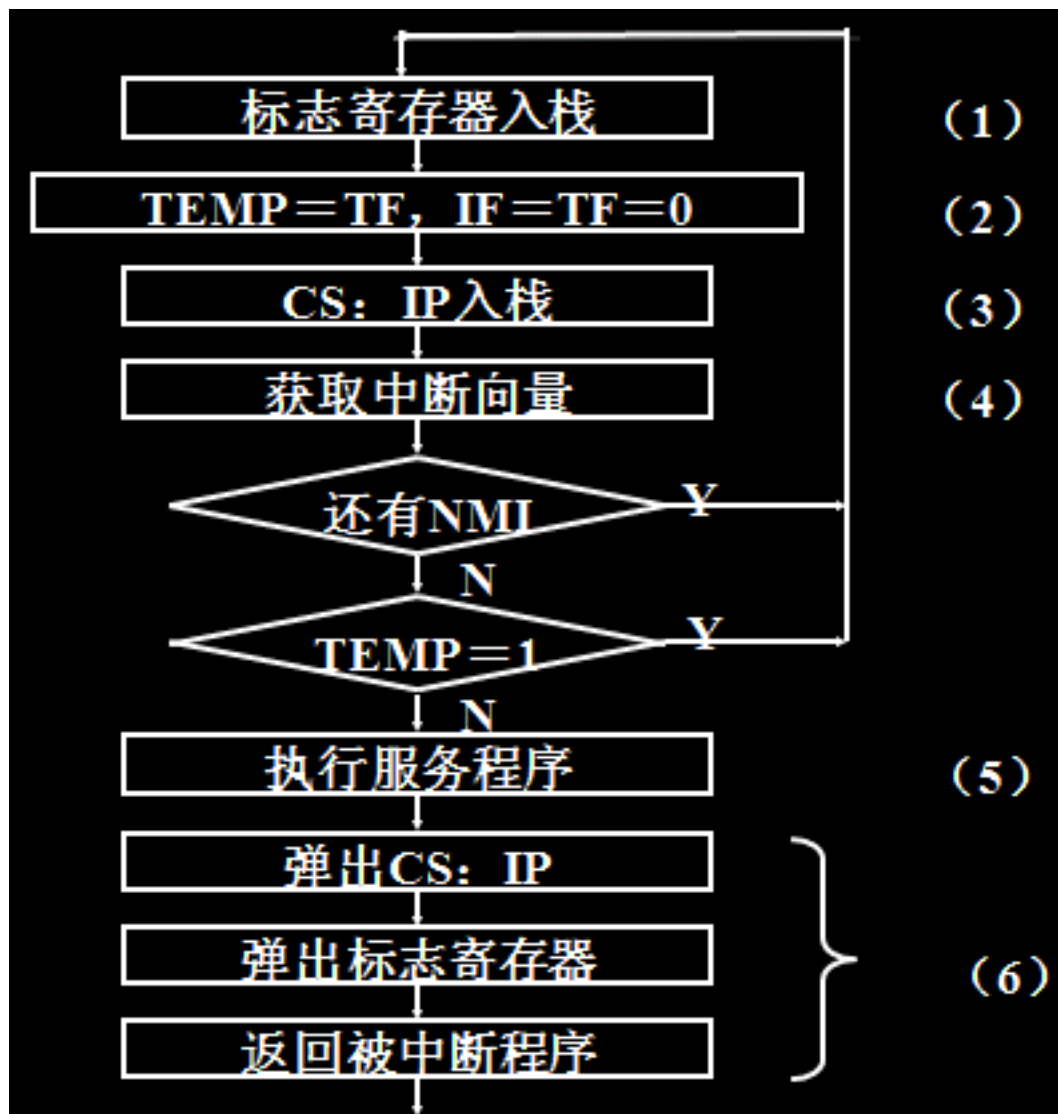 标志寄存器入栈 （1）
TEMP＝TF，IF＝TF＝0 （2）
CS：IP入栈 （3）
获取中断向量 （4）
还有NMI Y
N
TEMP＝1 Y
N
执行服务程序 （5）
弹出CS：IP
弹出标志寄存器 （6）
返回被中断程序